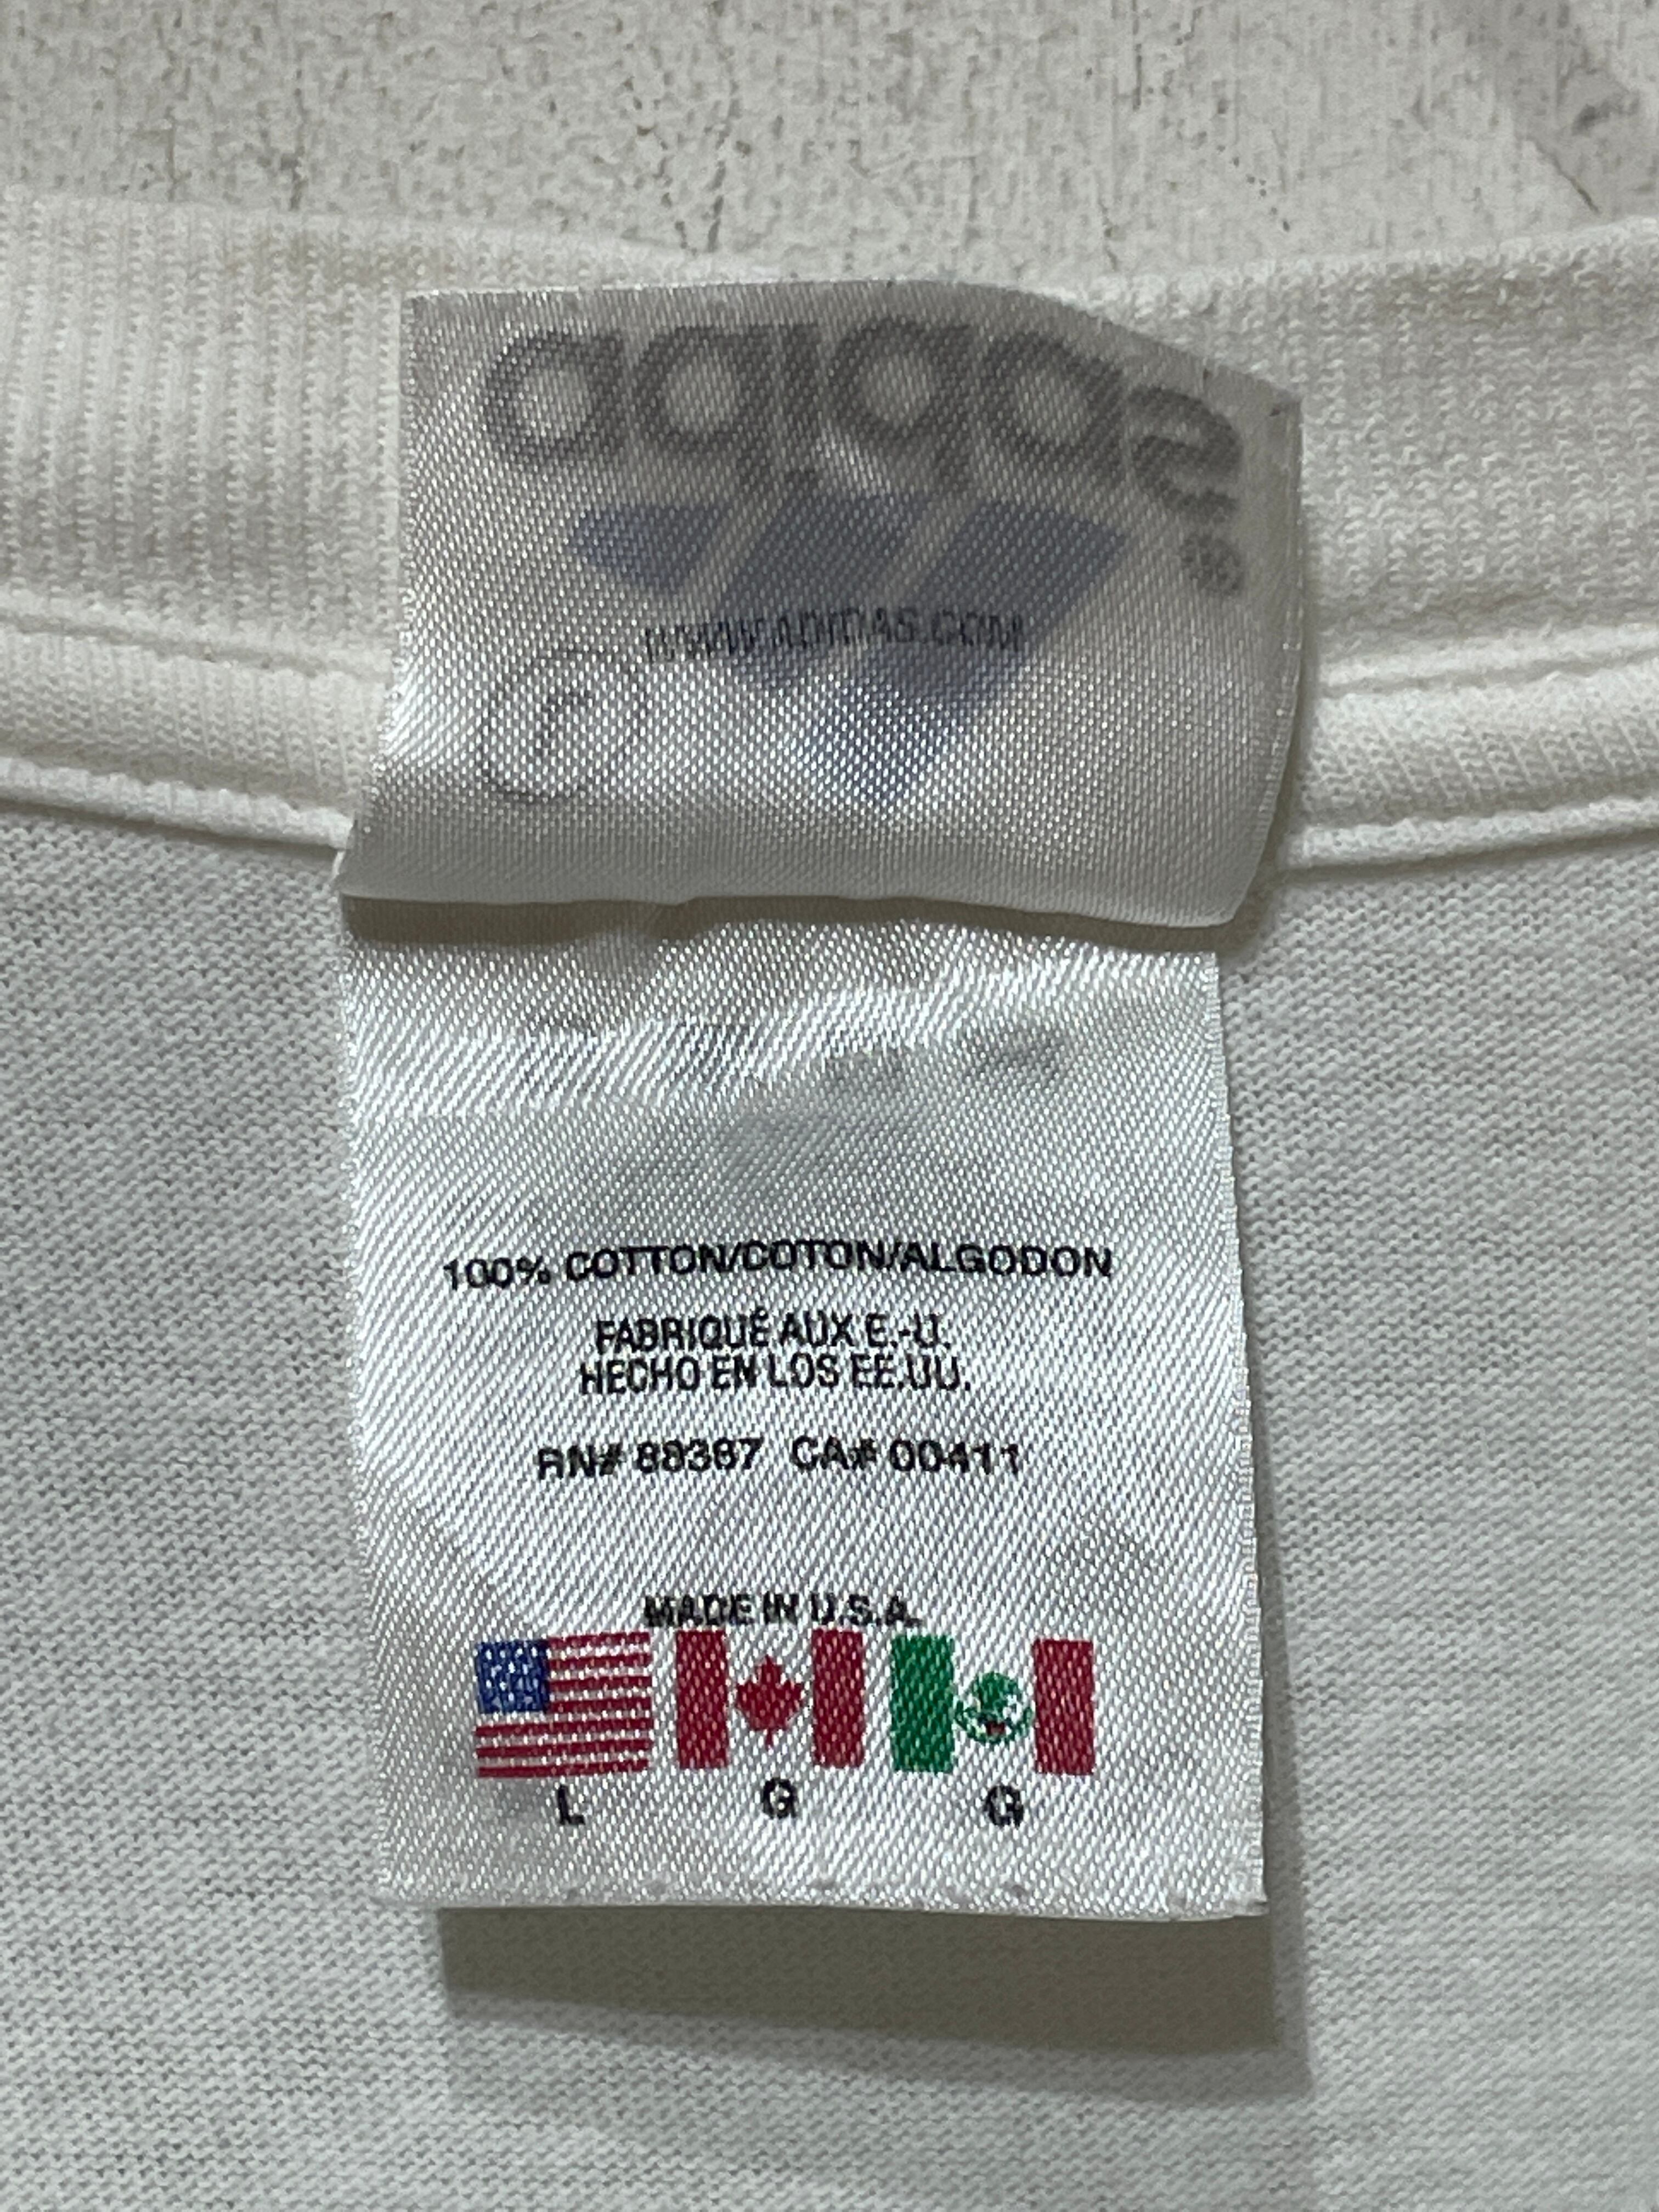 adidas
®
WWW.ADIDAS.COM
100% COTTON/COTON/ALGODON
FABRIQUÉ AUX E.-U.
HECHO EN LOS EE.UU.
RN# 88387 CA# 00411
MADE IN U.S.A.
L G G